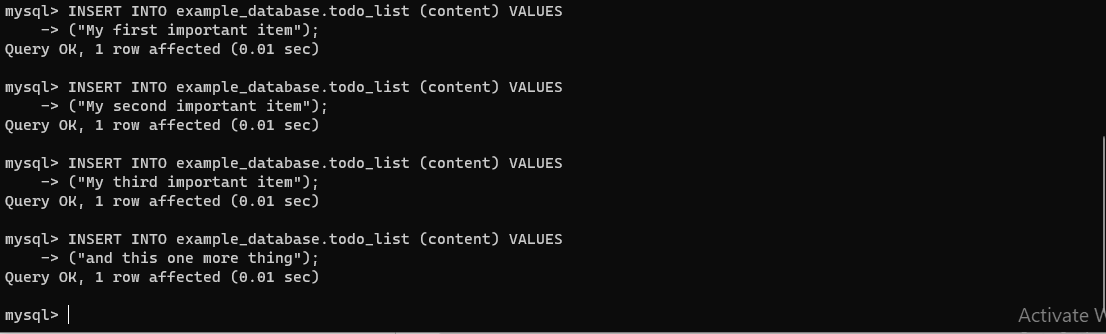 mysql> INSERT INTO example_database.todo_list (content) VALUES
    -> ("My first important item");
Query OK, 1 row affected (0.01 sec)

mysql> INSERT INTO example_database.todo_list (content) VALUES
    -> ("My second important item");
Query OK, 1 row affected (0.01 sec)

mysql> INSERT INTO example_database.todo_list (content) VALUES
    -> ("My third important item");
Query OK, 1 row affected (0.01 sec)

mysql> INSERT INTO example_database.todo_list (content) VALUES
    -> ("and this one more thing");
Query OK, 1 row affected (0.01 sec)

mysql>
Activate